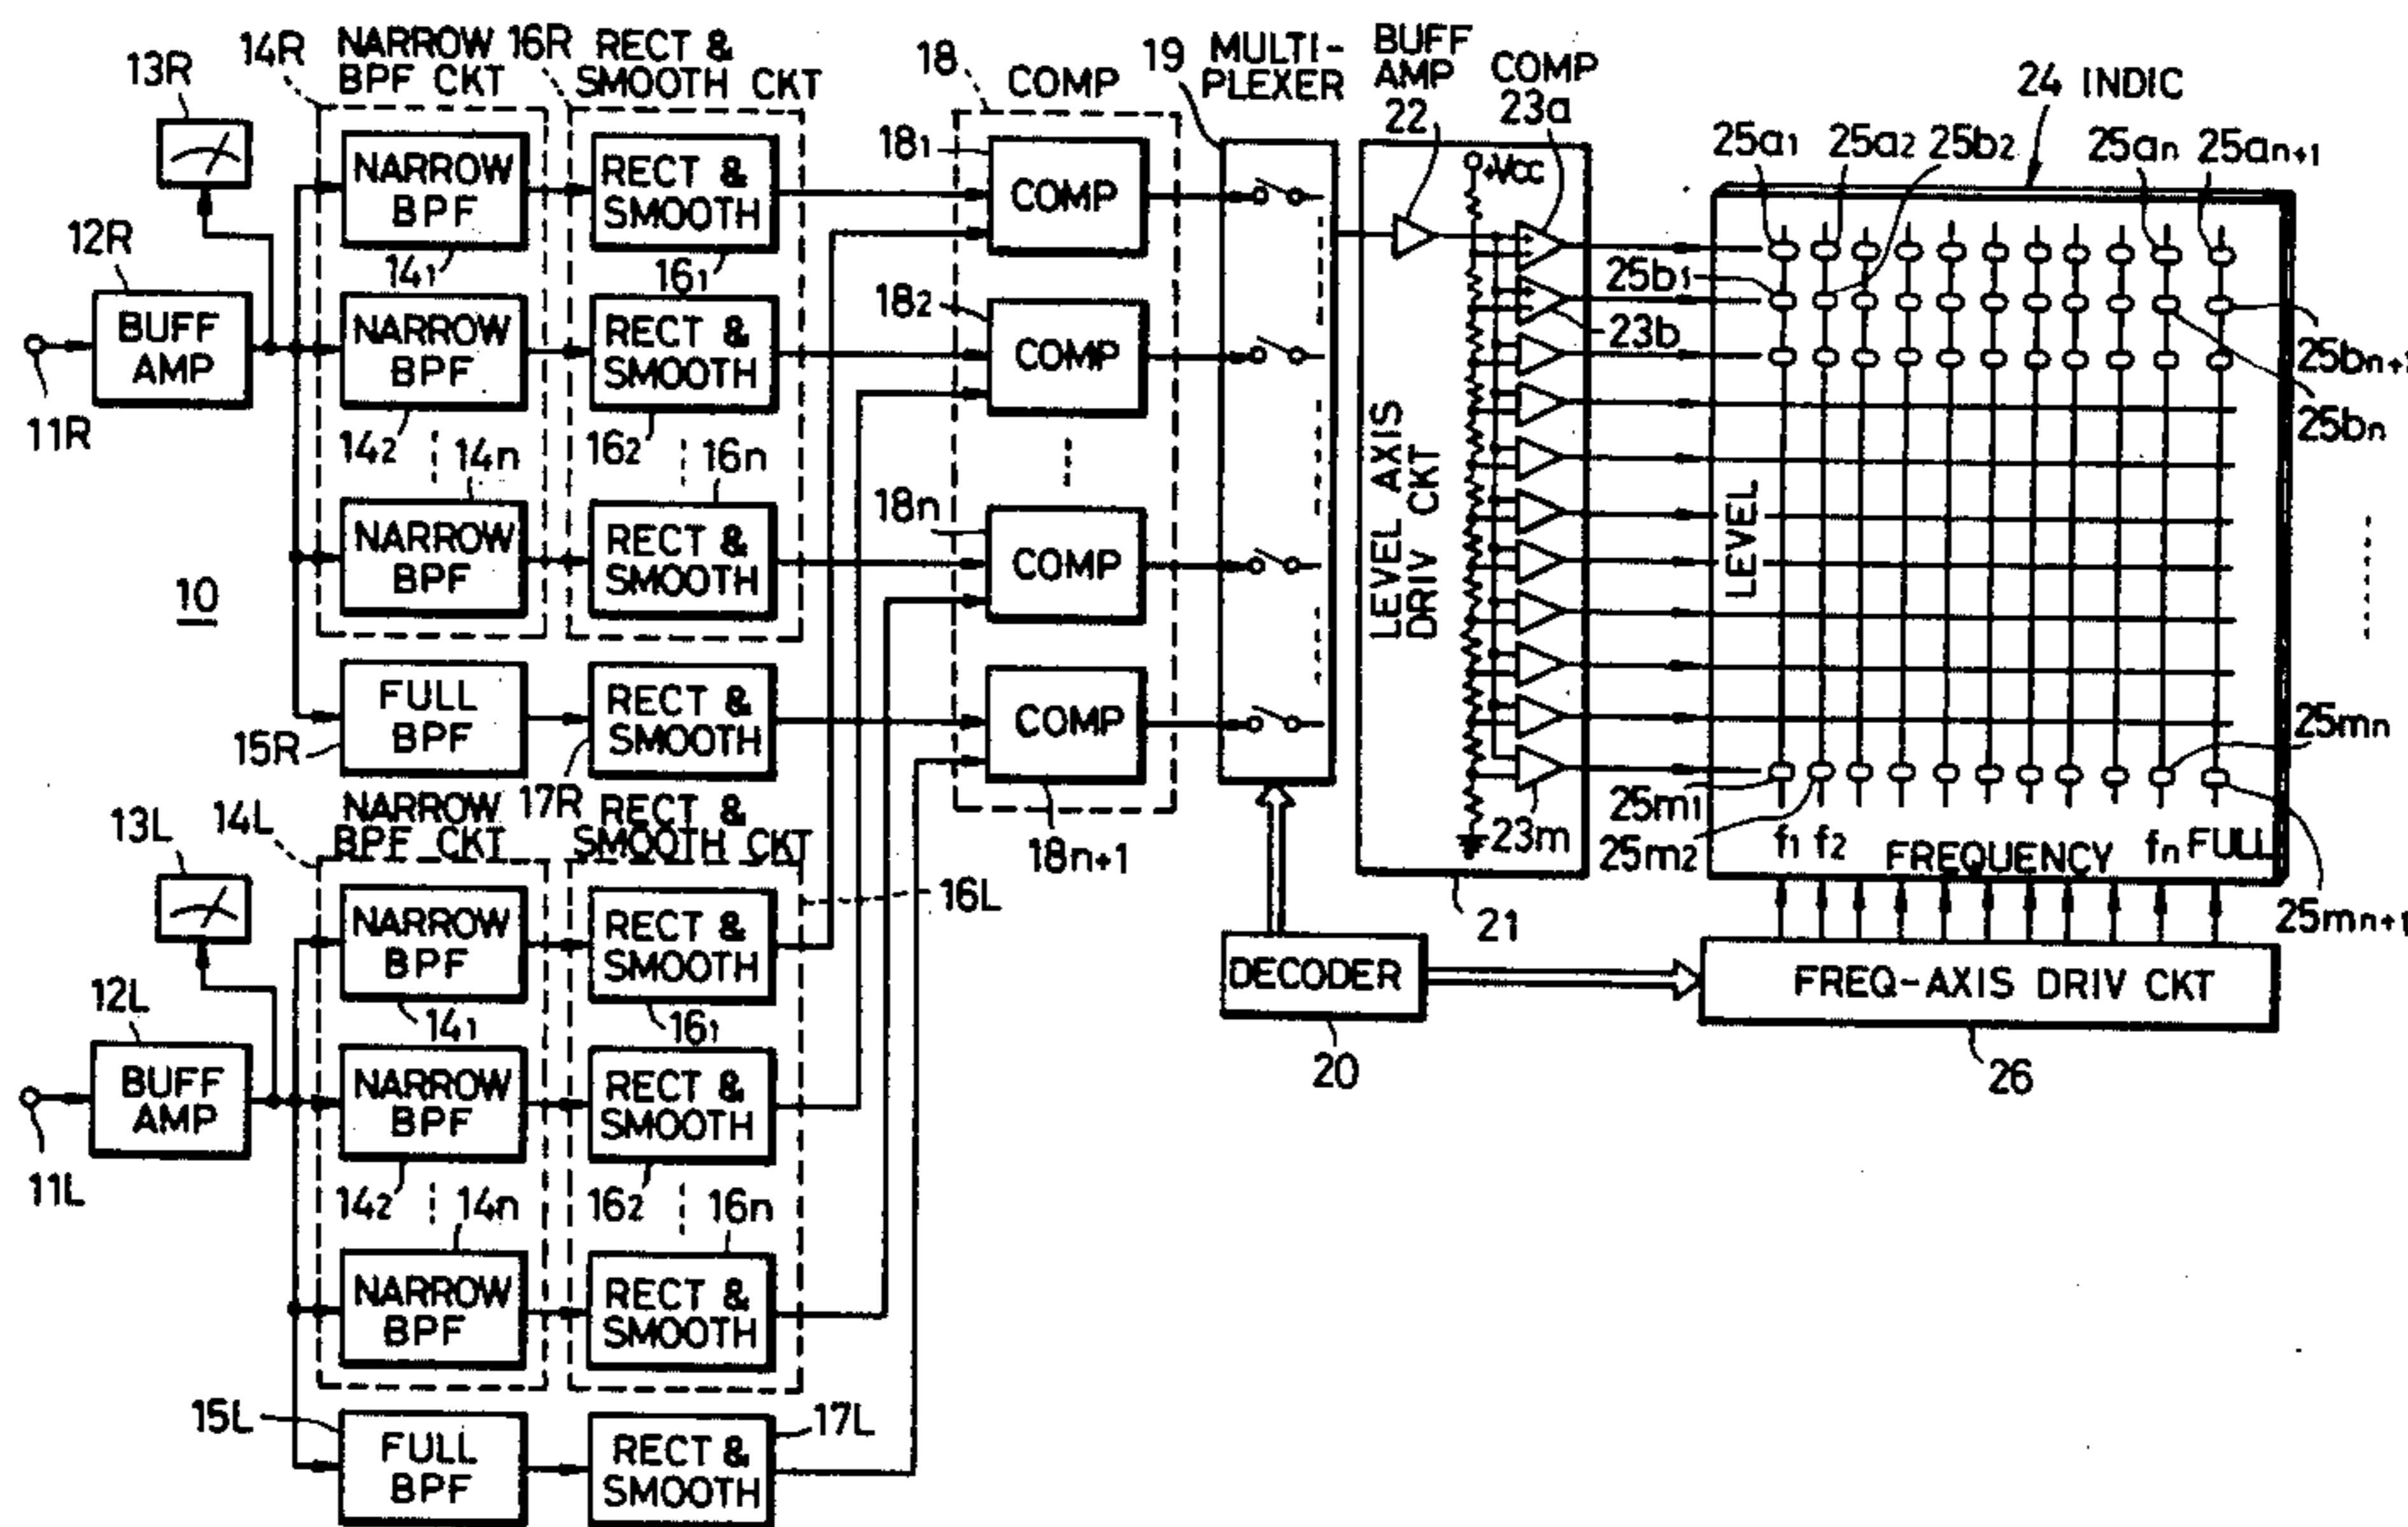 14R NARROW BPF CKT
16R RECT & SMOOTH CKT
18 COMP
19 MULTI-PLEXER
BUFF AMP 22
COMP 23a
24 INDIC
13R
12R
BUFF AMP
11R
10
NARROW BPF
14₁
NARROW BPF
14₂
14n
NARROW BPF
15R
FULL BPF
RECT & SMOOTH
16₁
RECT & SMOOTH
16₂
16n
RECT & SMOOTH
17R
RECT & SMOOTH
18₁
COMP
18₂
COMP
18n
COMP
COMP
18n+1
+Vcc
23b
23m
LEVEL AXIS DRIV CKT
21
25a₁
25a₂
25b₂
25an
25an+1
25b₁
25bn
LEVEL
25mn
25m₁
25m₂
25mn+1
f₁ f₂ FREQUENCY fn FULL
DECODER
20
FREQ-AXIS DRIV CKT
26
13L
14L
NARROW BPF CKT
RECT & SMOOTH CKT
16L
12L
BUFF AMP
11L
NARROW BPF
14₁
NARROW BPF
14₂
14n
NARROW BPF
15L
FULL BPF
RECT & SMOOTH
16₁
RECT & SMOOTH
16₂
16n
RECT & SMOOTH
17L
RECT & SMOOTH